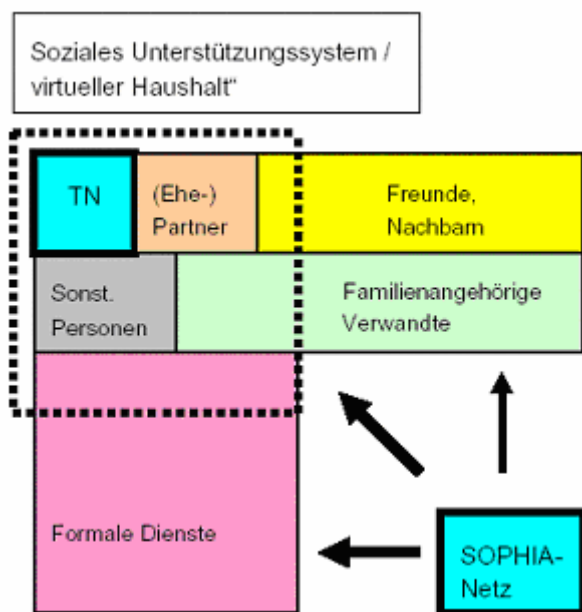 Soziales Unterstützungssystem /
virtueller Haushalt“
TN
(Ehe-)
Partner
Freunde,
Nachbarn
Sonst.
Personen
Familienangehörige
Verwandte
Formale Dienste
SOPHIA-
Netz